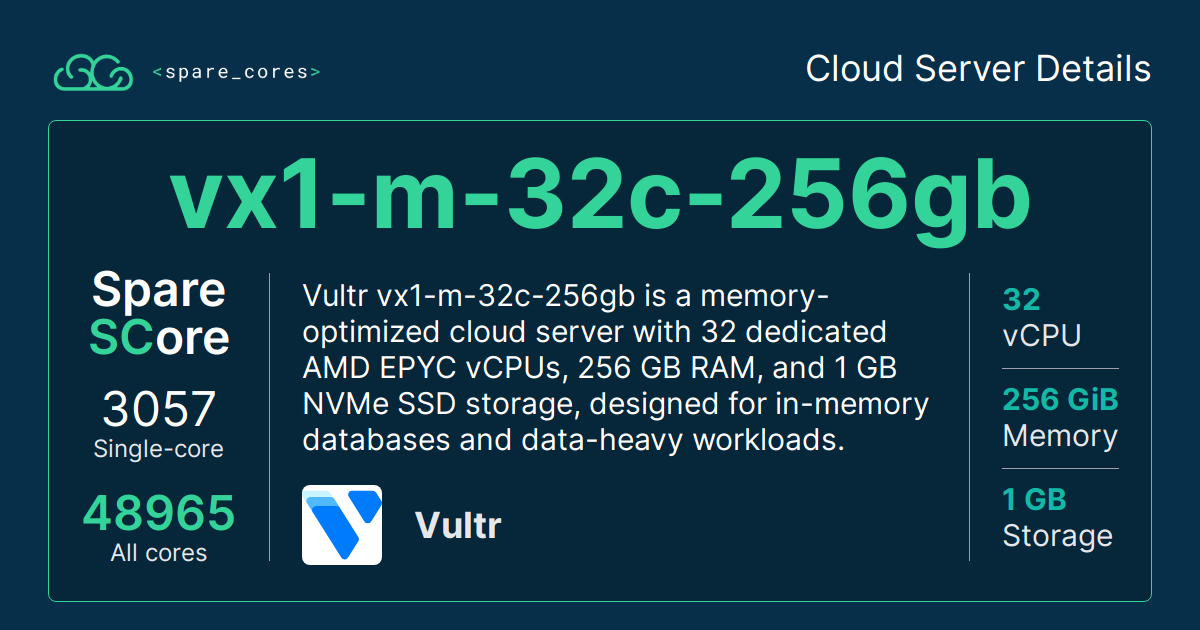 <spare_cores>
Cloud Server Details
vx1-m-32c-256gb
Spare
SCore
3057
Single-core
48965
All cores
Vultr vx1-m-32c-256gb is a memory-
optimized cloud server with 32 dedicated
AMD EPYC vCPUs, 256 GB RAM, and 1 GB
NVMe SSD storage, designed for in-memory
databases and data-heavy workloads.
Vultr
32
vCPU
256 GiB
Memory
1 GB
Storage